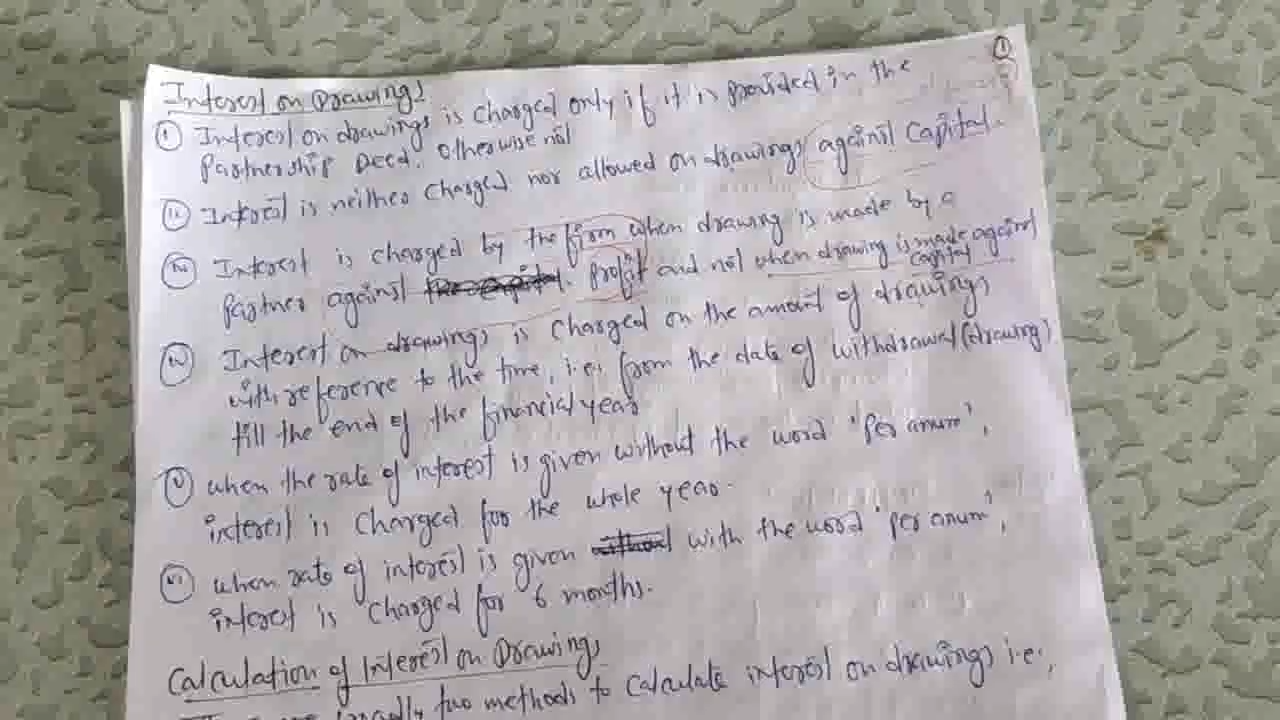 ①
Interest on Drawings
(i) Interest on drawings is charged only if it is provided in the
Partnership Deed. Otherwise not
(ii) Interest is neither charged nor allowed on drawings against Capital.
(iii) Interest is charged by the firm when drawing is made by a
Partner against Profit and not when drawing is made against
capital
(iv) Interest on drawings is charged on the amount of drawings
with reference to the time, i.e. from the date of withdrawal (drawing)
till the end of the financial year
(v) when the rate of interest is given without the word 'Per anum',
interest is charged for the whole year.
(vi) when rate of interest is given with the word 'per anum',
interest is charged for 6 months.
Calculation of Interest on Drawings
two methods to calculate interest on drawings i.e.,